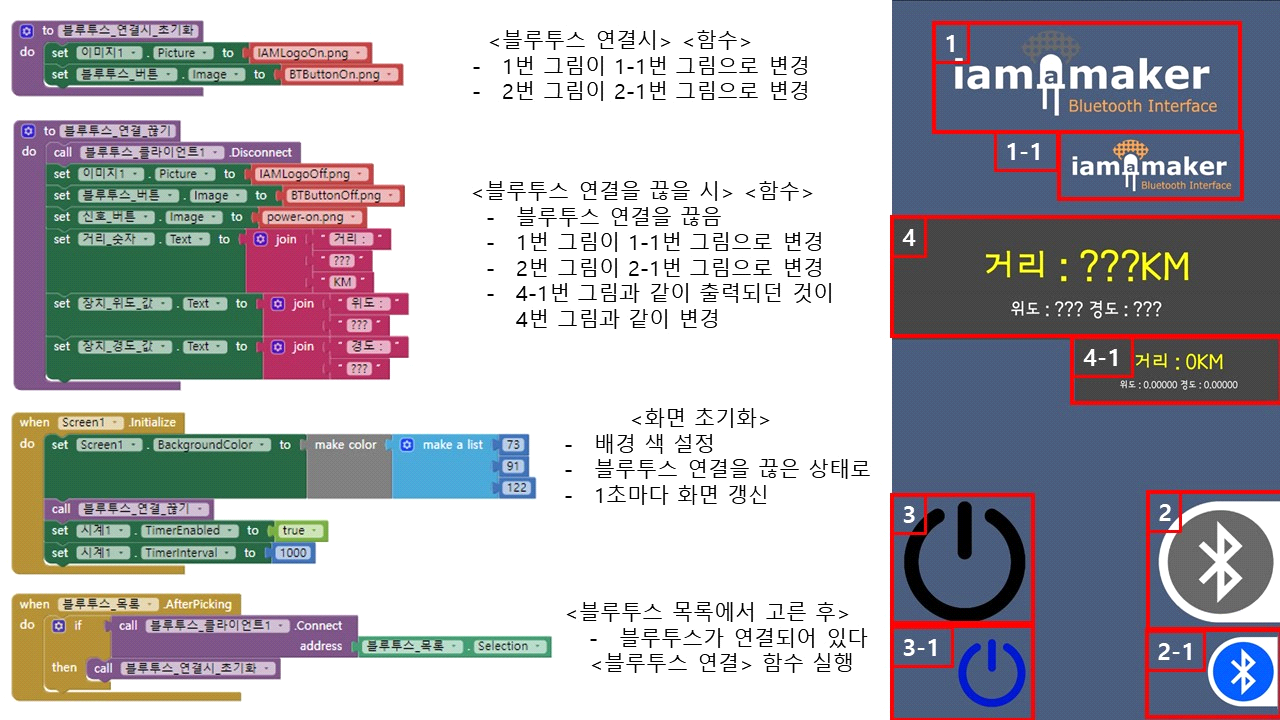 to 블루투스_연결시_초기화
do set 이미지1 . Picture to IAMLogoOn.png
set 블루투스_버튼 . Image to BTButtonOn.png
<블루투스 연결시> <함수>
- 1번 그림이 1-1번 그림으로 변경
- 2번 그림이 2-1번 그림으로 변경
to 블루투스_연결_끊기
do call 블루투스_클라이언트1 .Disconnect
set 이미지1 . Picture to IAMLogoOff.png
set 블루투스_버튼 . Image to BTButtonOff.png
set 신호_버튼 . Image to power-on.png
set 거리_숫자 . Text to join " 거리 : "
" ??? "
" KM "
set 장치_위도_값 . Text to join " 위도 : "
" ??? "
set 장치_경도_값 . Text to join " 경도 : "
" ??? "
<블루투스 연결을 끊을 시> <함수>
- 블루투스 연결을 끊음
- 1번 그림이 1-1번 그림으로 변경
- 2번 그림이 2-1번 그림으로 변경
- 4-1번 그림과 같이 출력되던 것이
4번 그림과 같이 변경
when Screen1 .Initialize
do set Screen1 . BackgroundColor to make color make a list 73
91
122
call 블루투스_연결_끊기
set 시계1 . TimerEnabled to true
set 시계1 . TimerInterval to 1000
<화면 초기화>
- 배경 색 설정
- 블루투스 연결을 끊은 상태로
- 1초마다 화면 갱신
when 블루투스_목록 .AfterPicking
do if call 블루투스_클라이언트1 .Connect
address 블루투스_목록 . Selection
then call 블루투스_연결시_초기화
<블루투스 목록에서 고른 후>
- 블루투스가 연결되어 있다
<블루투스 연결> 함수 실행
1
iamamaker
Bluetooth Interface
1-1
iamamaker
Bluetooth Interface
4
거리 : ???KM
위도 : ??? 경도 : ???
4-1
거리 : 0KM
위도 : 0.00000 경도 : 0.00000
3
2
3-1
2-1